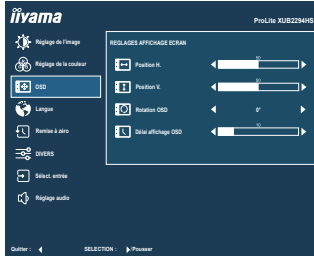 iiyama
ProLite XUB2294HS
Réglage de l'image
Réglage de la couleur
OSD
Langue
Remise à zéro
DIVERS
Sélect. entrée
Réglage audio
REGLAGES AFFICHAGE ECRAN
Position H. 50
Position V. 50
Rotation OSD 0°
Délai affichage OSD 10
Quitter : SELECTION : /Pousser